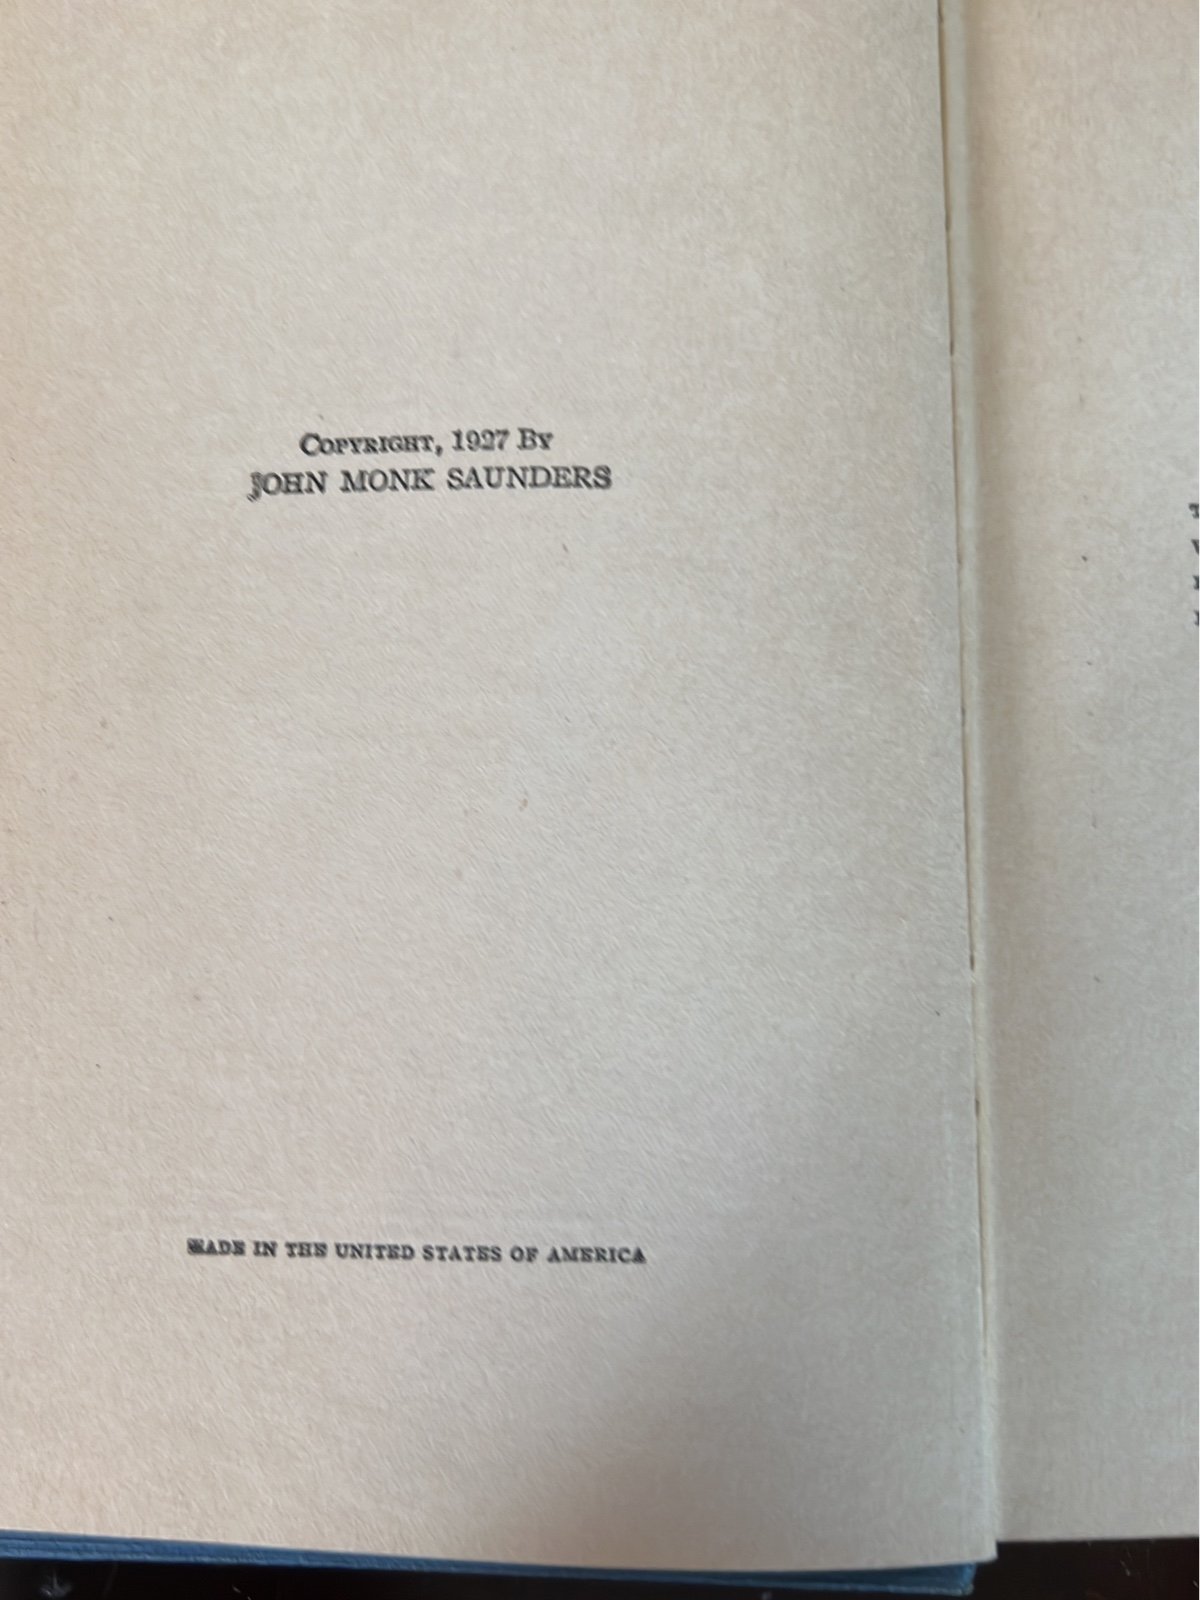 COPYRIGHT, 1927 BY
JOHN MONK SAUNDERS
MADE IN THE UNITED STATES OF AMERICA